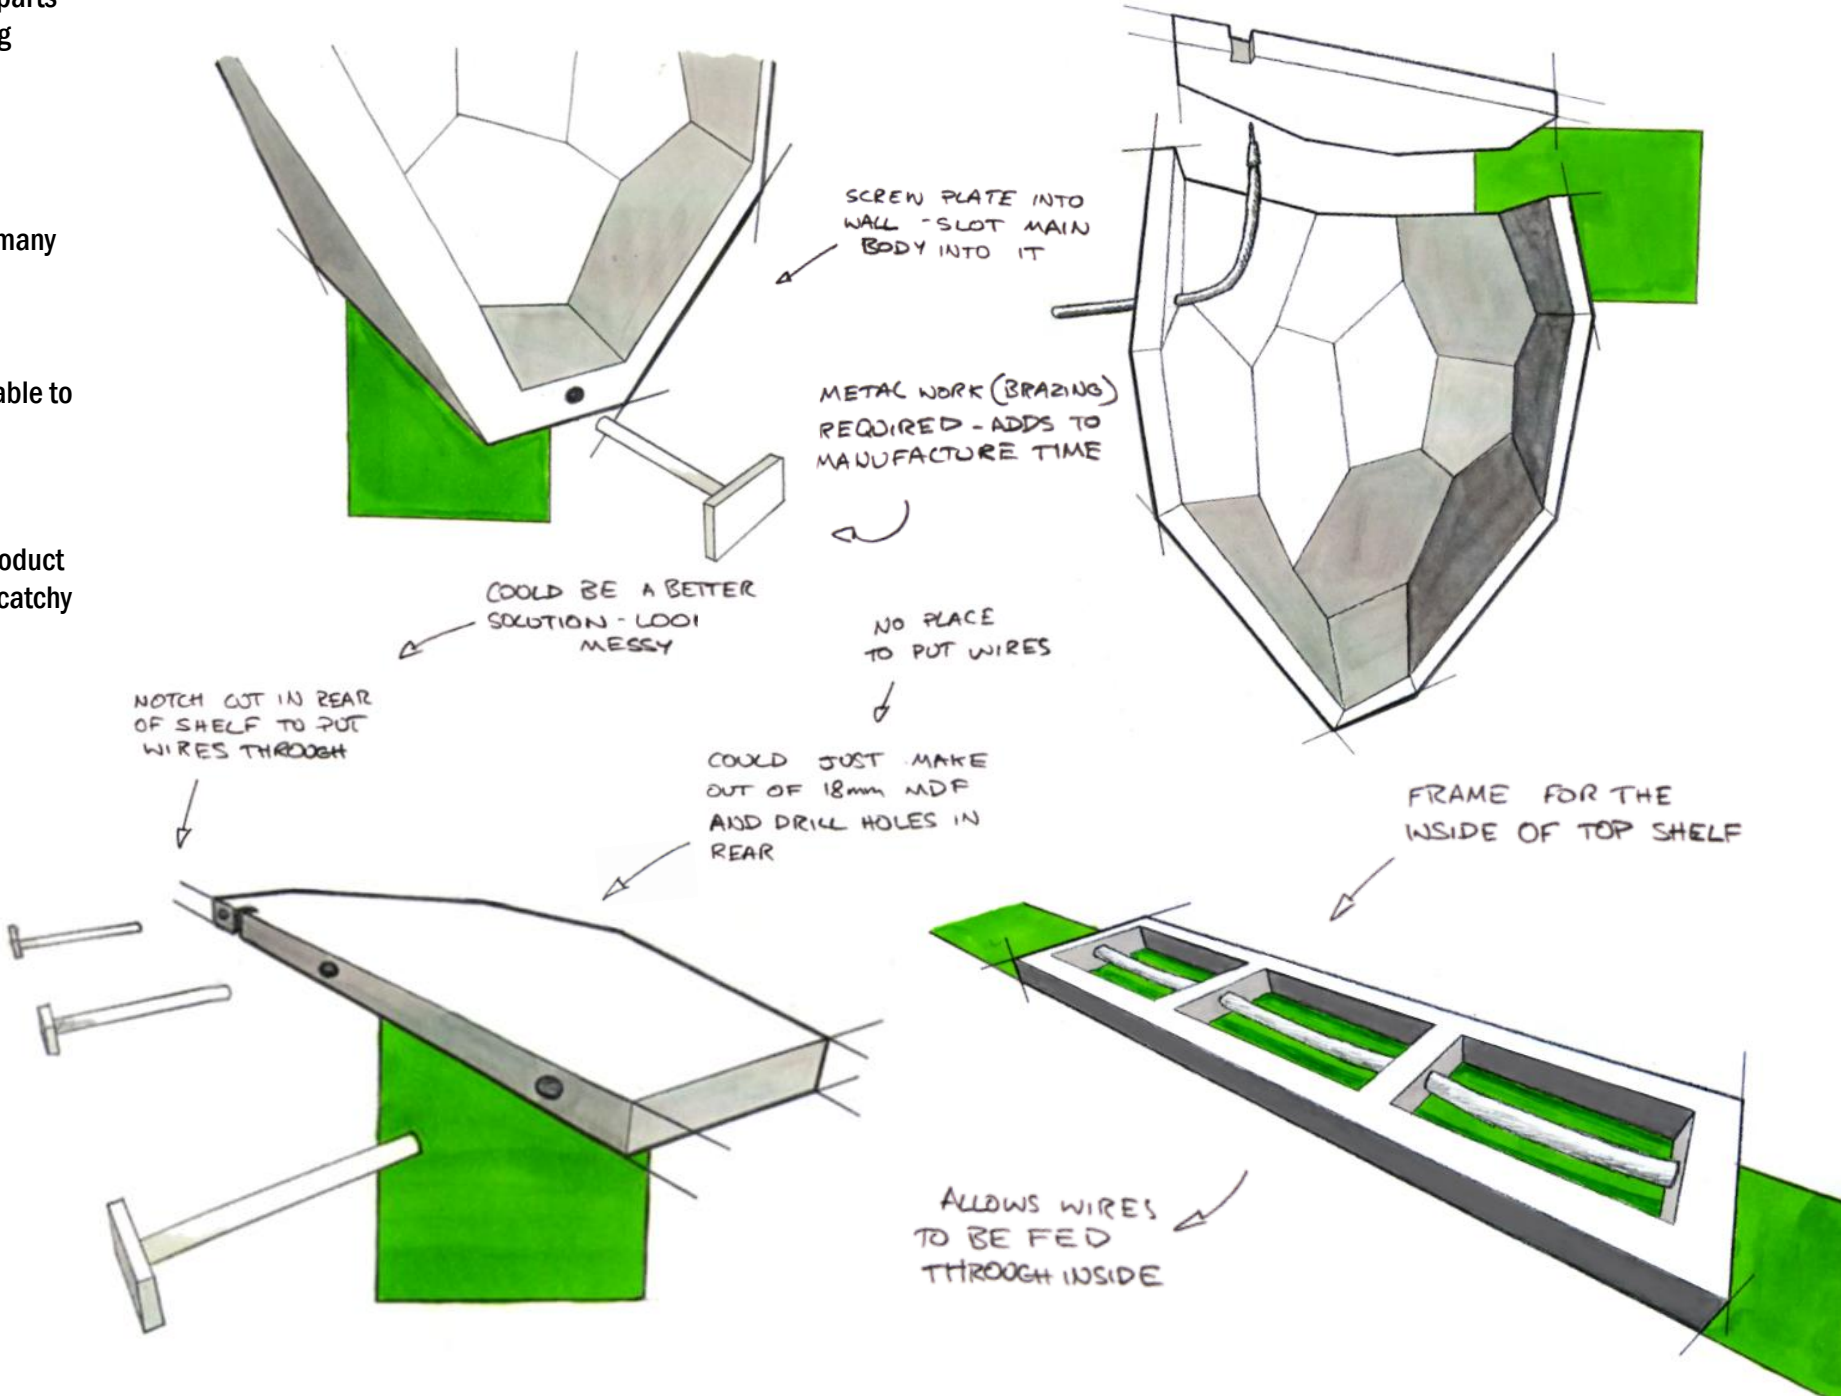 parts
g
many
able to
oduct
catchy
SCREW PLATE INTO
WALL - SLOT MAIN
BODY INTO IT
METAL WORK (BRAZING)
REQUIRED - ADDS TO
MANUFACTURE TIME
COULD BE A BETTER
SOLUTION - LOO
MESSY
NO PLACE
TO PUT WIRES
NOTCH CUT IN REAR
OF SHELF TO PUT
WIRES THROUGH
COULD JUST MAKE
OUT OF 18mm MDF
AND DRILL HOLES IN
REAR
FRAME FOR THE
INSIDE OF TOP SHELF
ALLOWS WIRES
TO BE FED
THROUGH INSIDE